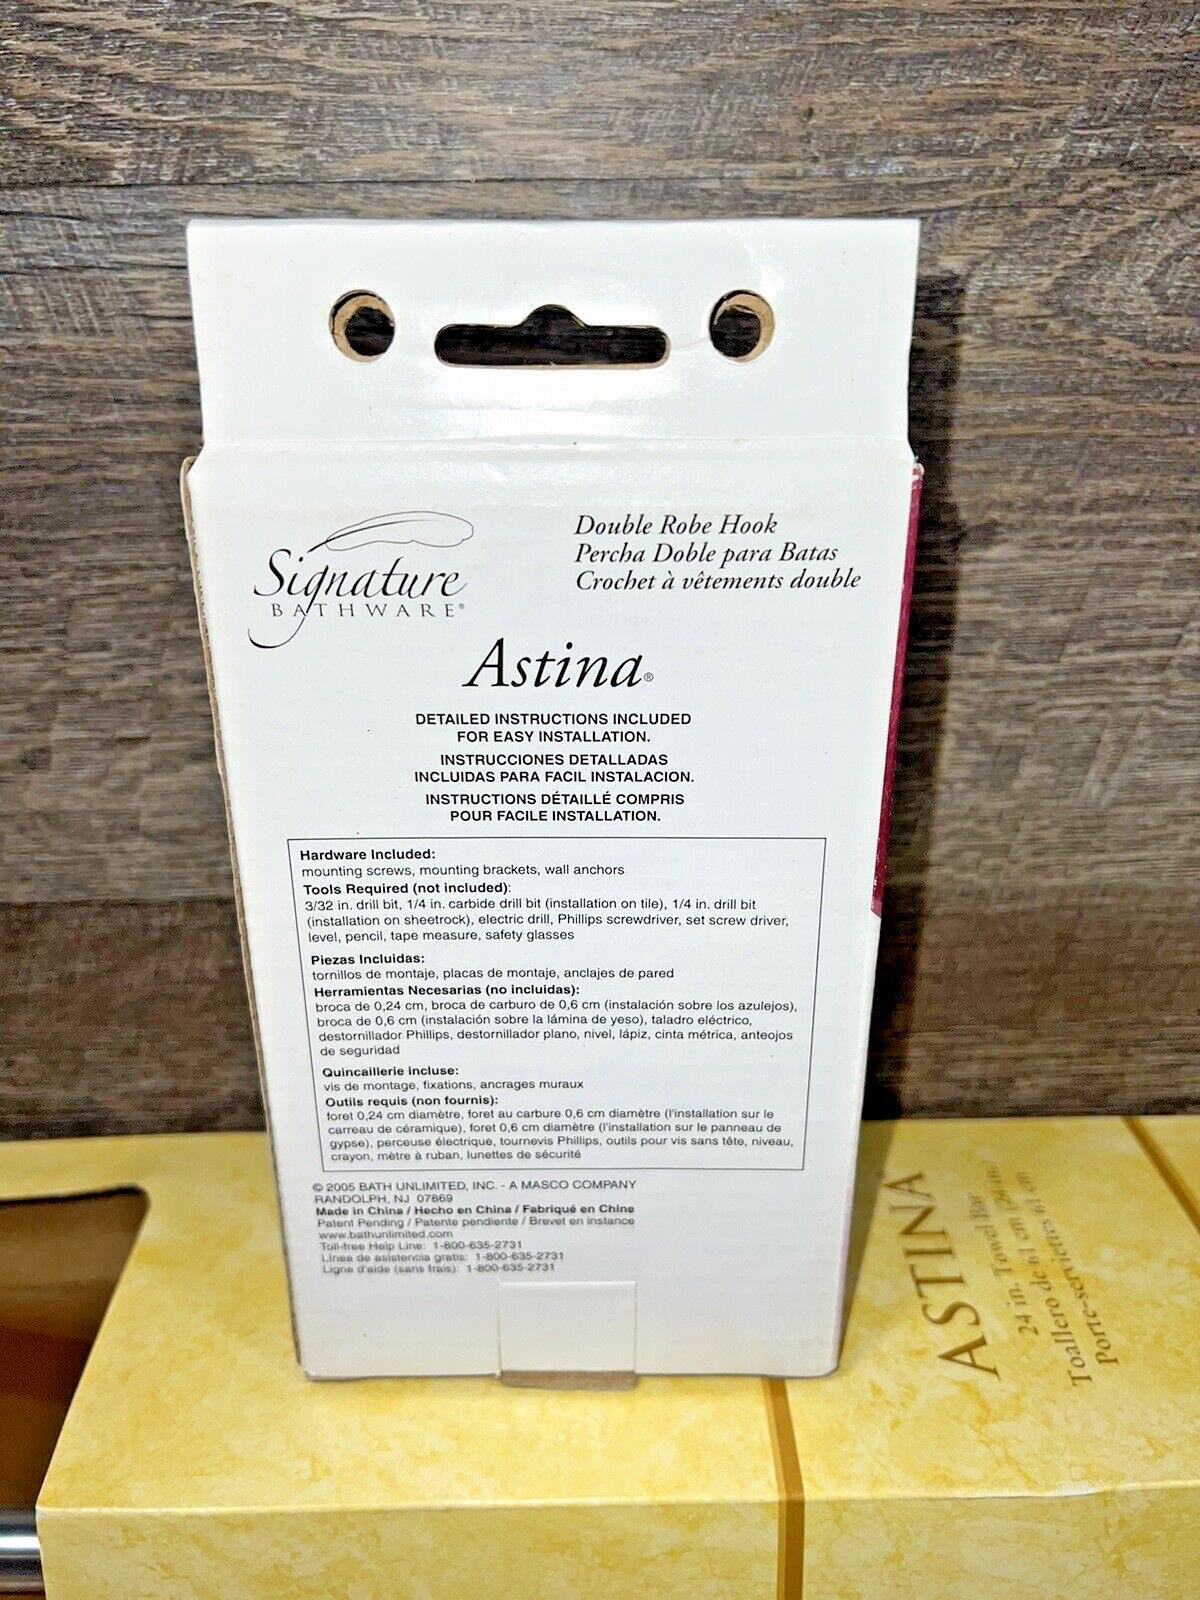 Signature
BATHWARE®
Double Robe Hook
Percha Doble para Batas
Crochet à vêtements double
Astina®
DETAILED INSTRUCTIONS INCLUDED
FOR EASY INSTALLATION.
INSTRUCCIONES DETALLADAS
INCLUIDAS PARA FACIL INSTALACION.
INSTRUCTIONS DÉTAILLÉ COMPRIS
POUR FACILE INSTALLATION.
Hardware Included:
mounting screws, mounting brackets, wall anchors
Tools Required (not included):
3/32 in. drill bit, 1/4 in. carbide drill bit (installation on tile), 1/4 in. drill bit
(installation on sheetrock), electric drill, Phillips screwdriver, set screw driver,
level, pencil, tape measure, safety glasses
Piezas Incluidas:
tornillos de montaje, placas de montaje, anclajes de pared
Herramientas Necesarias (no incluidas):
broca de 0,24 cm, broca de carburo de 0,6 cm (instalación sobre los azulejos),
broca de 0,6 cm (instalación sobre la lámina de yeso), taladro eléctrico,
destornillador Phillips, destornillador plano, nivel, lápiz, cinta métrica, anteojos
de seguridad
Quincaillerie incluse:
vis de montage, fixations, ancrages muraux
Outils requis (non fournis):
foret 0,24 cm diamètre, foret au carbure 0,6 cm diamètre (l'installation sur le
carreau de céramique), foret 0,6 cm diamètre (l'installation sur le panneau de
gypse), perceuse électrique, tournevis Phillips, outils pour vis sans tête, niveau,
crayon, mètre à ruban, lunettes de sécurité
© 2005 BATH UNLIMITED, INC. - A MASCO COMPANY
RANDOLPH, NJ 07869
Made in China / Hecho en China / Fabriqué en Chine
Patent Pending / Patente pendiente / Brevet en instance
www.bathunlimited.com
Toll-free Help Line: 1-800-635-2731
Línea de asistencia gratis: 1-800-635-2731
Ligne d'aide (sans frais): 1-800-635-2731
ASTINA
24 in. Towel Bar
Toallero de 61 cm (24 in.)
Porte-serviettes 61 cm